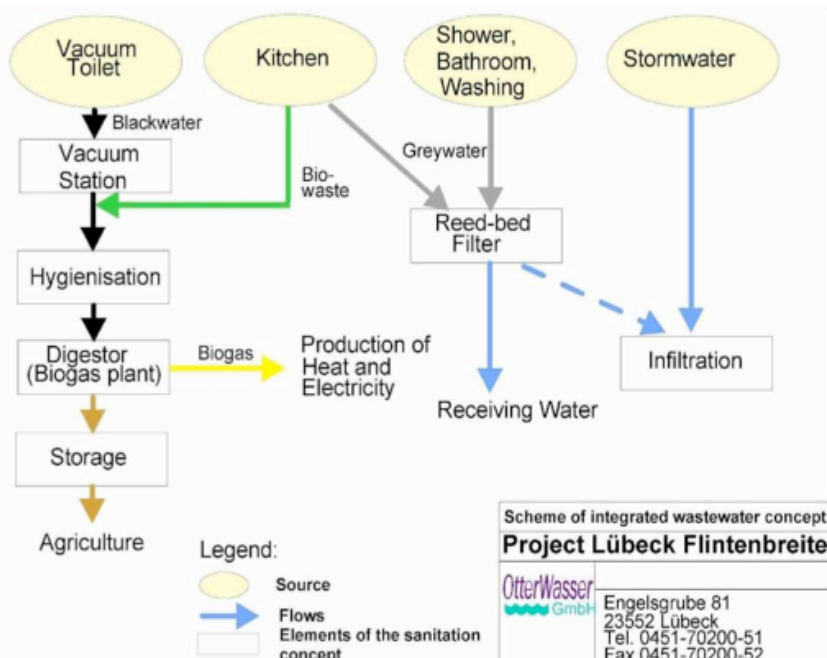 Vacuum
Toilet
Kitchen
Shower,
Bathroom,
Washing
Stormwater
Blackwater
Vacuum
Station
Bio-
waste
Greywater
Reed-bed
Filter
Hygienisation
Digestor
(Biogas plant)
Biogas
Production of
Heat and
Electricity
Infiltration
Receiving Water
Storage
Agriculture
Legend:
Source
Flows
Elements of the sanitation
concept
Scheme of integrated wastewater concept
Project Lübeck Flintenbreite
OtterWasser
GmbH
Engelsgrube 81
23552 Lübeck
Tel. 0451-70200-51
Fax 0451-70200-52